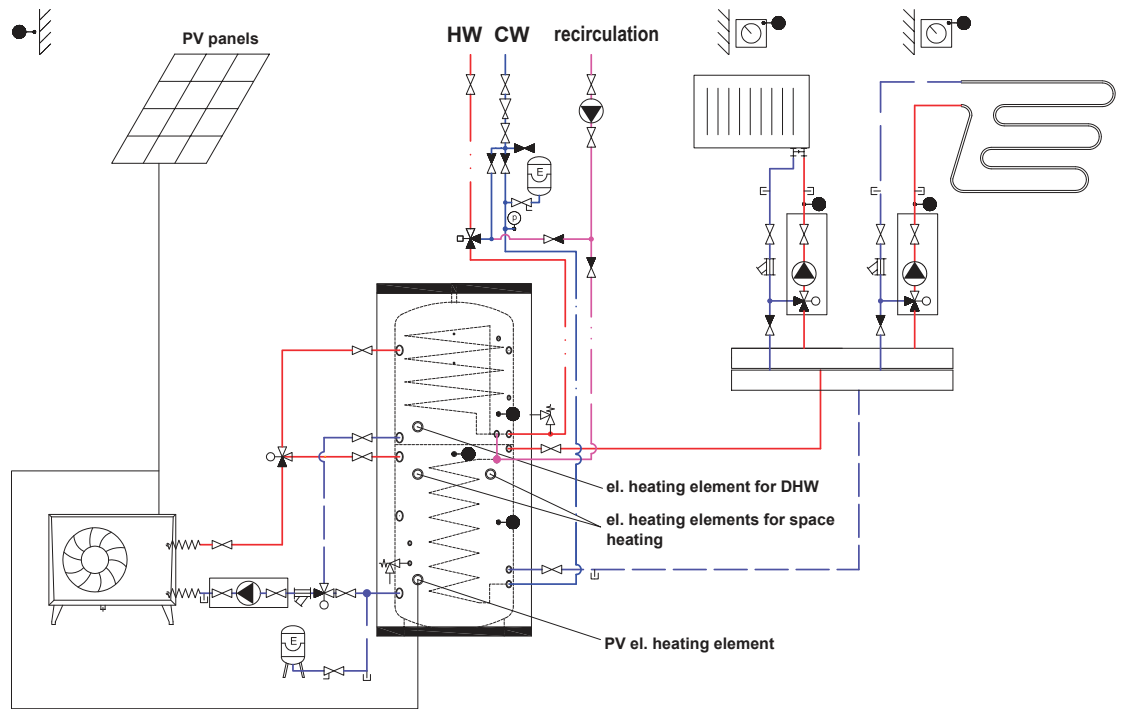 PV panels
HW CW recirculation
E
P
el. heating element for DHW
el. heating elements for space
heating
PV el. heating element
E